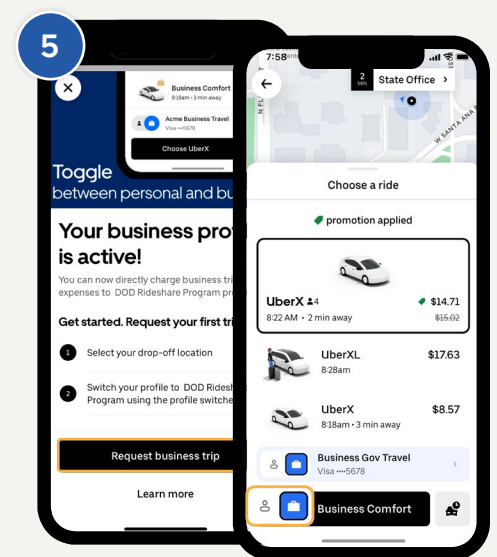 5
Business Comfort
8:18am • 3 min away
Acme Business Travel
Visa ••••5678
Choose UberX
Toggle
between personal and bu
Your business pro
is active!
You can now directly charge business tri
expenses to DOD Rideshare Program pr
Get started. Request your first tri
1 Select your drop-off location
2 Switch your profile to DOD Ridesh
Program using the profile switche
Request business trip
Learn more
7:58
2
MIN
State Office >
N FL
W SANTA ANA
Choose a ride
promotion applied
UberX 4
$14.71
8:22 AM • 2 min away
$15.02
UberXL
$17.63
8:28am
UberX
$8.57
8:18am • 3 min away
Business Gov Travel
Visa ••••5678
Business Comfort